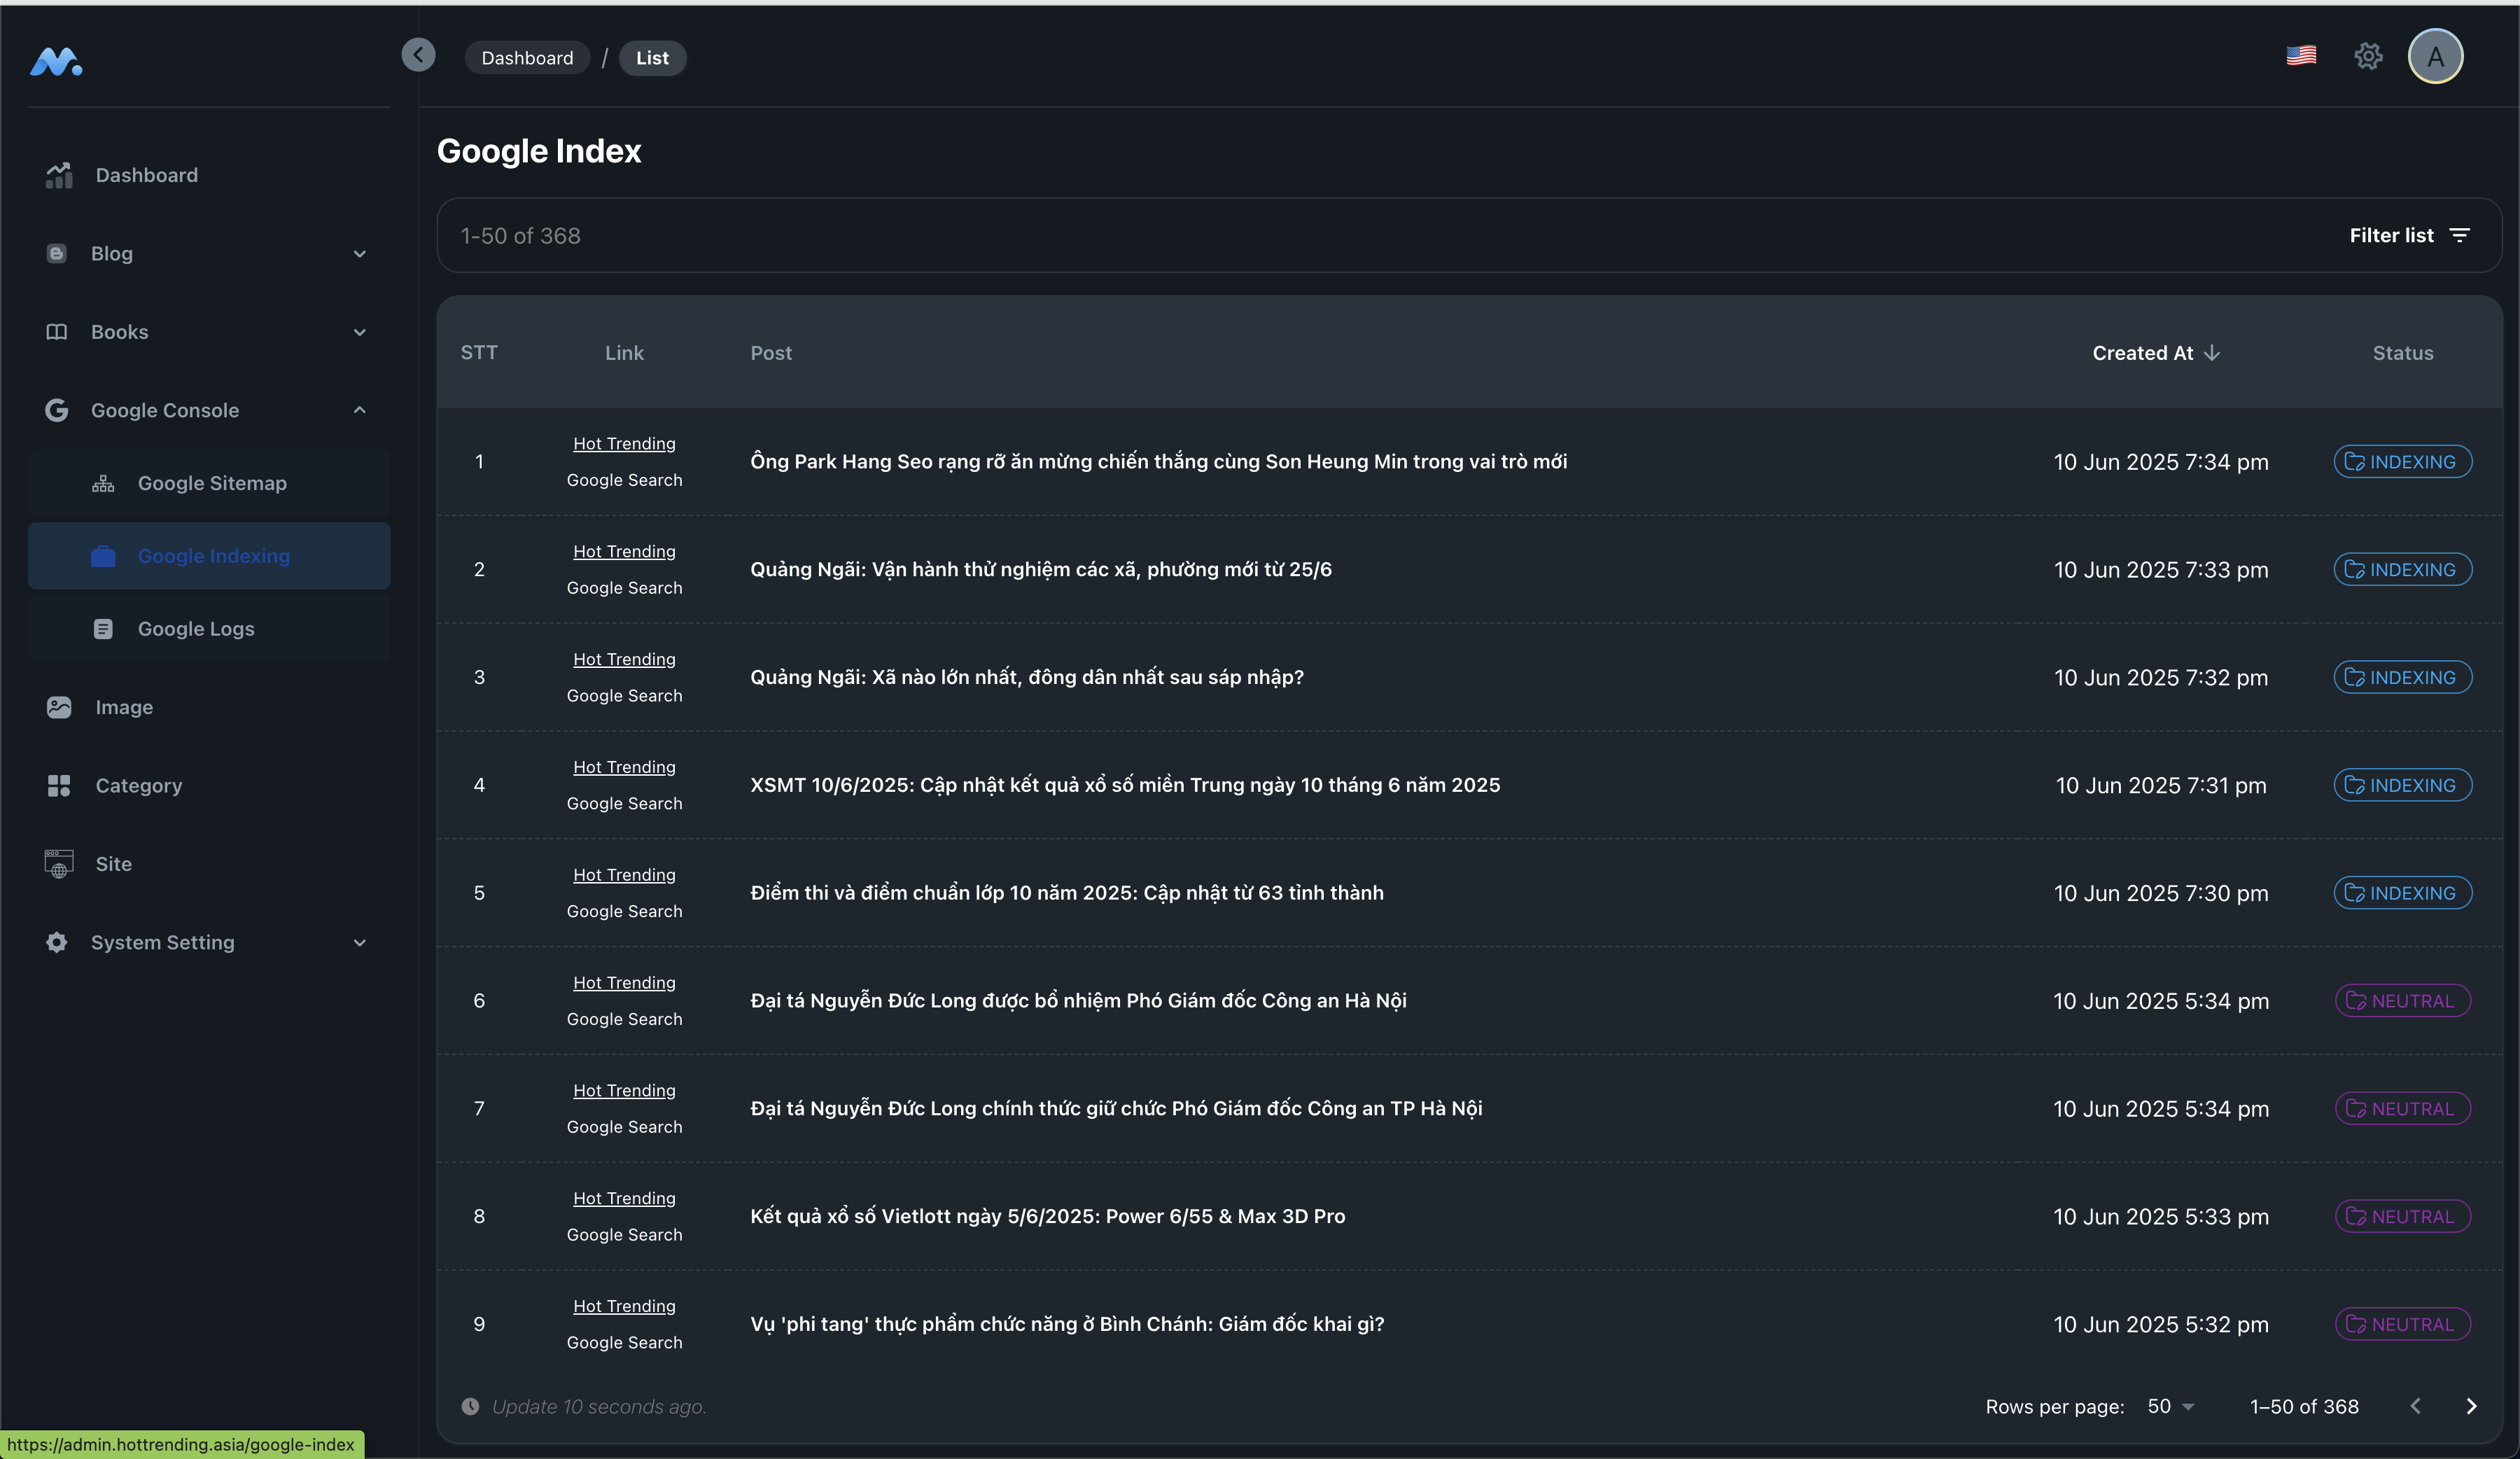 Dashboard / List
A
Dashboard
Blog
Books
Google Console
Google Sitemap
Google Indexing
Google Logs
Image
Category
Site
System Setting
Google Index
1-50 of 368
Filter list
STT Link Post Created At Status
Hot Trending
1 Ông Park Hang Seo rạng rỡ ăn mừng chiến thắng cùng Son Heung Min trong vai trò mới 10 Jun 2025 7:34 pm INDEXING
Google Search
Hot Trending
2 Quảng Ngãi: Vận hành thử nghiệm các xã, phường mới từ 25/6 10 Jun 2025 7:33 pm INDEXING
Google Search
Hot Trending
3 Quảng Ngãi: Xã nào lớn nhất, đông dân nhất sau sáp nhập? 10 Jun 2025 7:32 pm INDEXING
Google Search
Hot Trending
4 XSMT 10/6/2025: Cập nhật kết quả xổ số miền Trung ngày 10 tháng 6 năm 2025 10 Jun 2025 7:31 pm INDEXING
Google Search
Hot Trending
5 Điểm thi và điểm chuẩn lớp 10 năm 2025: Cập nhật từ 63 tỉnh thành 10 Jun 2025 7:30 pm INDEXING
Google Search
Hot Trending
6 Đại tá Nguyễn Đức Long được bổ nhiệm Phó Giám đốc Công an Hà Nội 10 Jun 2025 5:34 pm NEUTRAL
Google Search
Hot Trending
7 Đại tá Nguyễn Đức Long chính thức giữ chức Phó Giám đốc Công an TP Hà Nội 10 Jun 2025 5:34 pm NEUTRAL
Google Search
Hot Trending
8 Kết quả xổ số Vietlott ngày 5/6/2025: Power 6/55 & Max 3D Pro 10 Jun 2025 5:33 pm NEUTRAL
Google Search
Hot Trending
9 Vụ 'phi tang' thực phẩm chức năng ở Bình Chánh: Giám đốc khai gì? 10 Jun 2025 5:32 pm NEUTRAL
Google Search
Update 10 seconds ago.
Rows per page: 50 1–50 of 368
https://admin.hottrending.asia/google-index